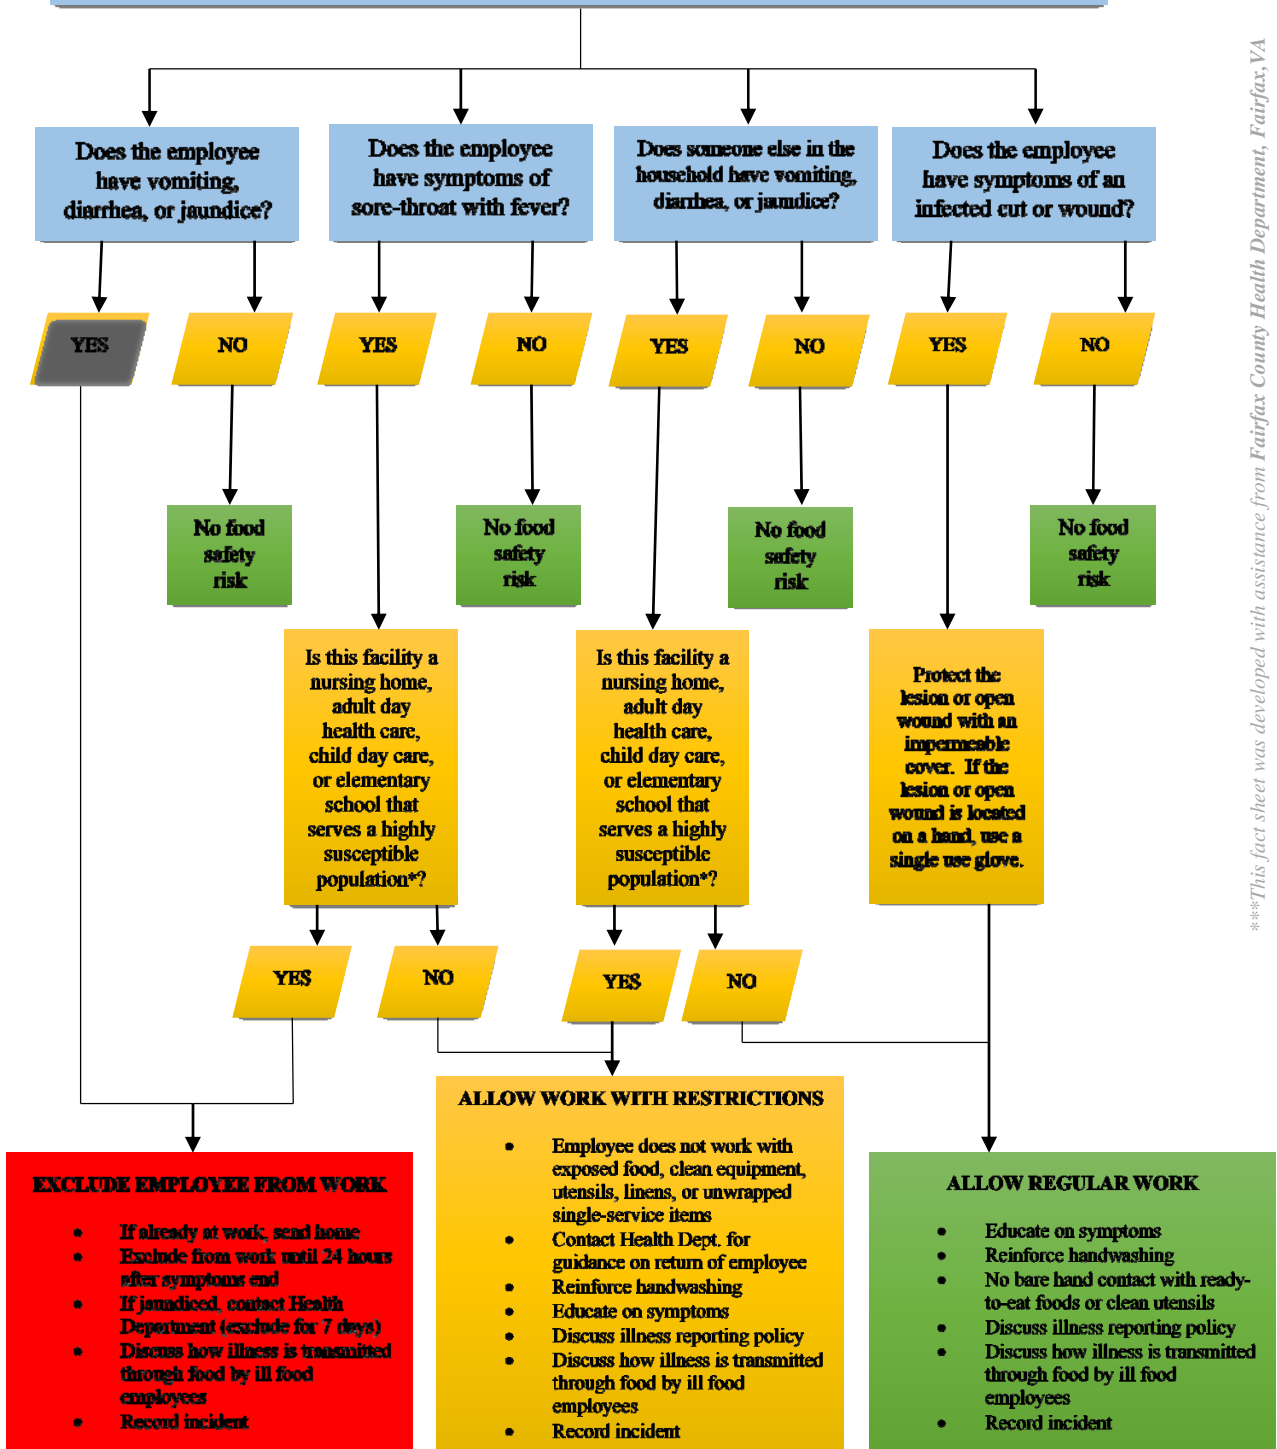 Does the employee
have vomiting,
diarrhea, or jaundice?
Does the employee
have symptoms of
sore-throat with fever?
Does someone else in the
household have vomiting,
diarrhea, or jaundice?
Does the employee
have symptoms of an
infected cut or wound?
YES
NO
YES
NO
YES
NO
YES
NO
No food
safety
risk
No food
safety
risk
No food
safety
risk
No food
safety
risk
Is this facility a
nursing home,
adult day
health care,
child day care,
or elementary
school that
serves a highly
susceptible
population*?
Is this facility a
nursing home,
adult day
health care,
child day care,
or elementary
school that
serves a highly
susceptible
population*?
Protect the
lesion or open
wound with an
impermeable
cover. If the
lesion or open
wound is located
on a hand, use a
single use glove.
YES
NO
YES
NO
EXCLUDE EMPLOYEE FROM WORK
• If already at work, send home
• Exclude from work until 24 hours
after symptoms end
• If jaundiced, contact Health
Department (exclude for 7 days)
• Discuss how illness is transmitted
through food by ill food
employees
• Record incident
ALLOW WORK WITH RESTRICTIONS
• Employee does not work with
exposed food, clean equipment,
utensils, linens, or unwrapped
single-service items
• Contact Health Dept. for
guidance on return of employee
• Reinforce handwashing
• Educate on symptoms
• Discuss illness reporting policy
• Discuss how illness is transmitted
through food by ill food
employees
• Record incident
ALLOW REGULAR WORK
• Educate on symptoms
• Reinforce handwashing
• No bare hand contact with ready-
to-eat foods or clean utensils
• Discuss illness reporting policy
• Discuss how illness is transmitted
through food by ill food
employees
• Record incident
***This fact sheet was developed with assistance from Fairfax County Health Department, Fairfax,VA